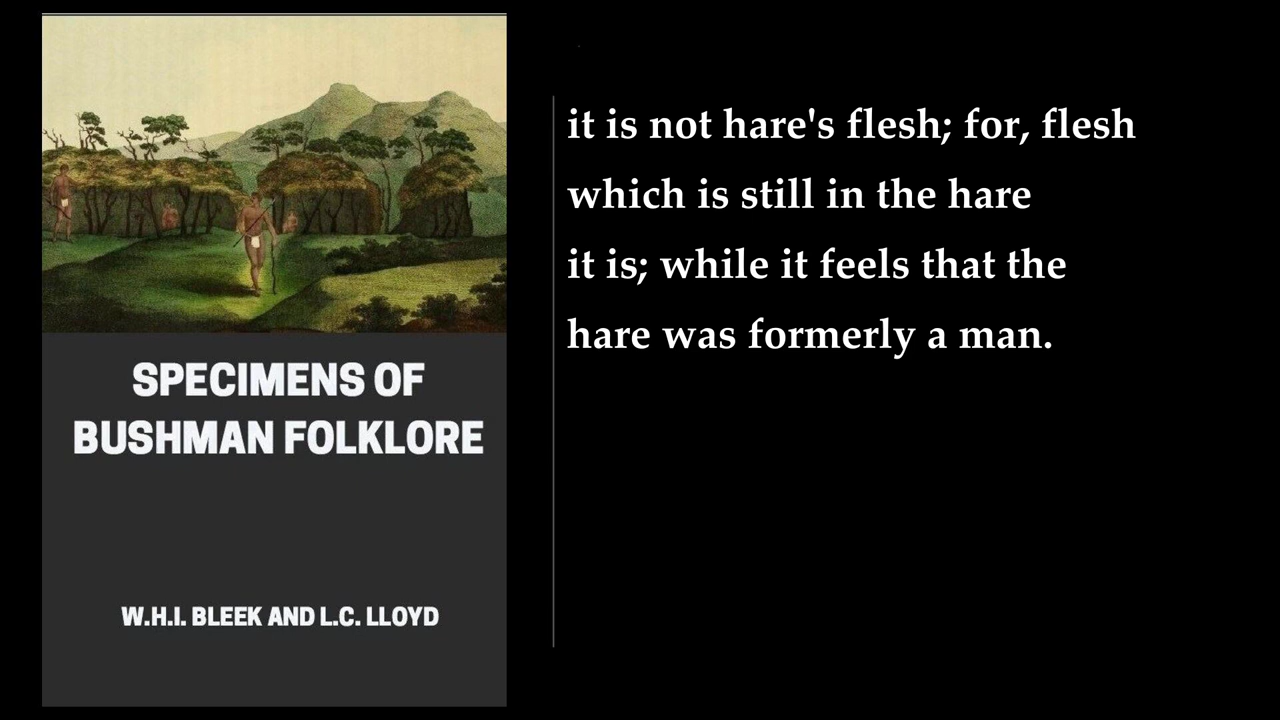 SPECIMENS OF
BUSHMAN FOLKLORE
W.H.I. BLEEK AND L.C. LLOYD
it is not hare's flesh; for, flesh
which is still in the hare
it is; while it feels that the
hare was formerly a man.